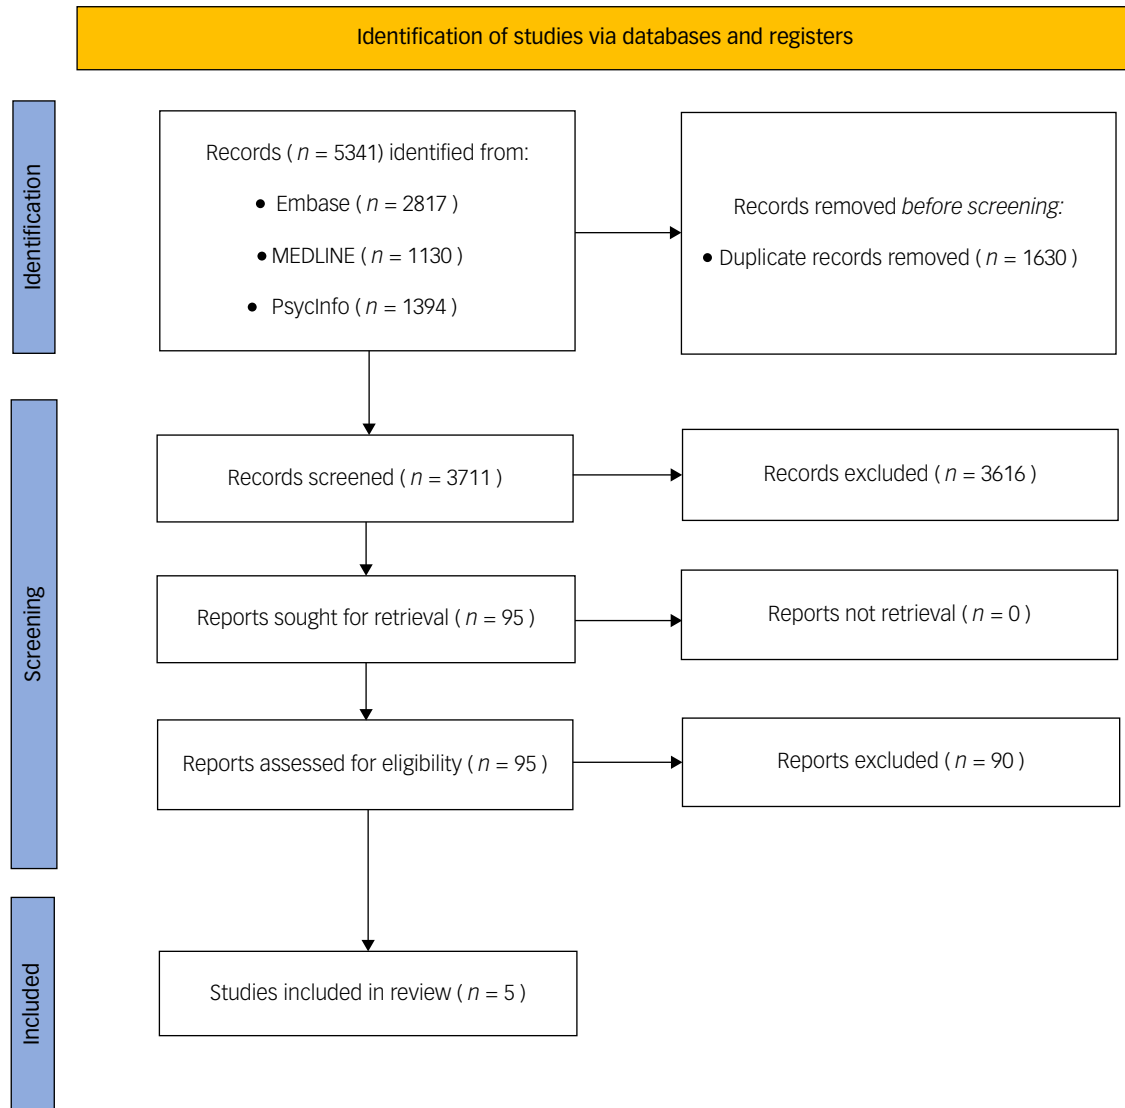 Identification of studies via databases and registers
Identification
Records ( n = 5341) identified from:
• Embase ( n = 2817 )
• MEDLINE ( n = 1130 )
• PsycInfo ( n = 1394 )
Records removed before screening:
• Duplicate records removed ( n = 1630 )
Screening
Records screened ( n = 3711 )
Records excluded ( n = 3616 )
Reports sought for retrieval ( n = 95 )
Reports not retrieval ( n = 0 )
Reports assessed for eligibility ( n = 95 )
Reports excluded ( n = 90 )
Included
Studies included in review ( n = 5 )